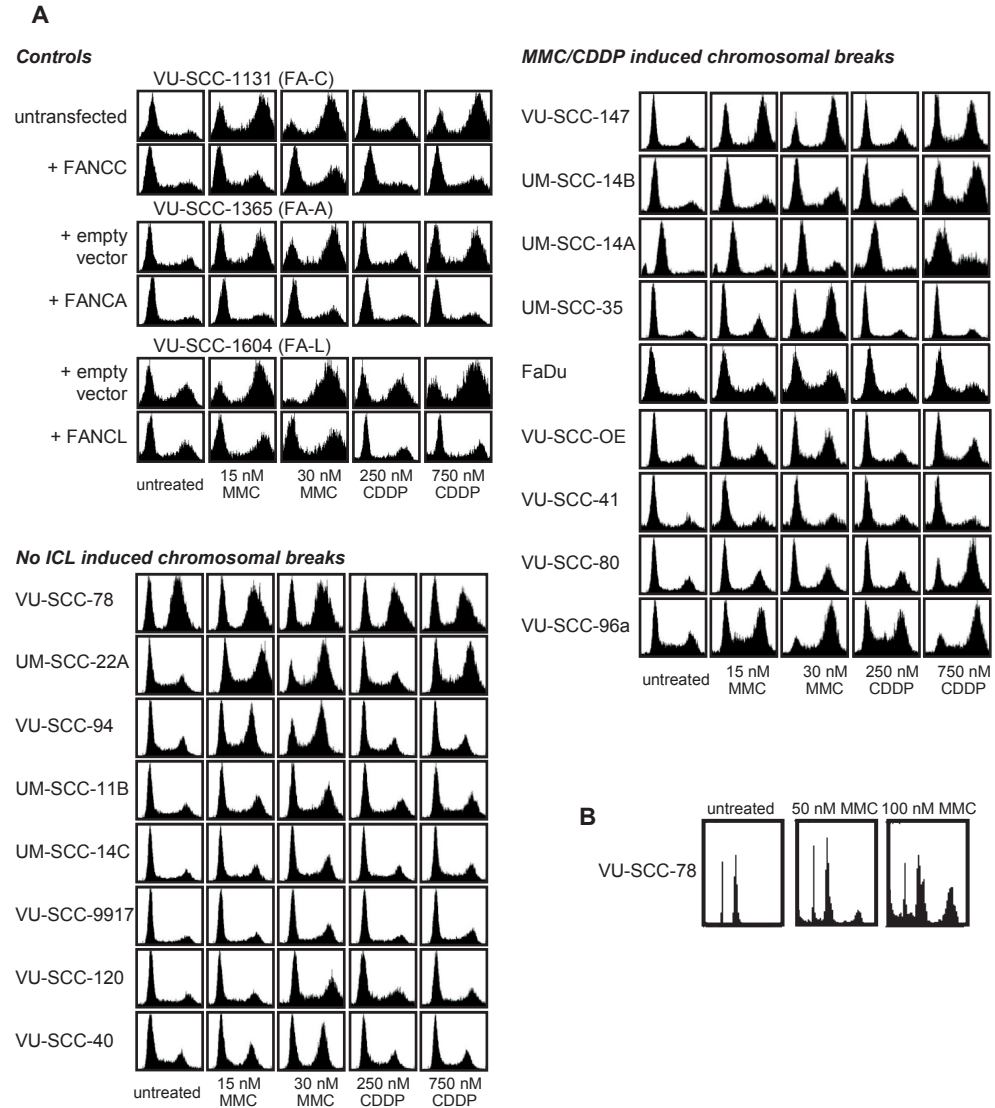 A
Controls
VU-SCC-1131 (FA-C)
untransfected
+ FANCC
VU-SCC-1365 (FA-A)
+ empty
vector
+ FANCA
VU-SCC-1604 (FA-L)
+ empty
vector
+ FANCL
untreated
15 nM
MMC
30 nM
MMC
250 nM
CDDP
750 nM
CDDP
No ICL induced chromosomal breaks
VU-SCC-78
UM-SCC-22A
VU-SCC-94
UM-SCC-11B
UM-SCC-14C
VU-SCC-9917
VU-SCC-120
VU-SCC-40
untreated
15 nM
MMC
30 nM
MMC
250 nM
CDDP
750 nM
CDDP
MMC/CDDP induced chromosomal breaks
VU-SCC-147
UM-SCC-14B
UM-SCC-14A
UM-SCC-35
FaDu
VU-SCC-OE
VU-SCC-41
VU-SCC-80
VU-SCC-96a
untreated
15 nM
MMC
30 nM
MMC
250 nM
CDDP
750 nM
CDDP
B
untreated
50 nM MMC
100 nM MMC
VU-SCC-78